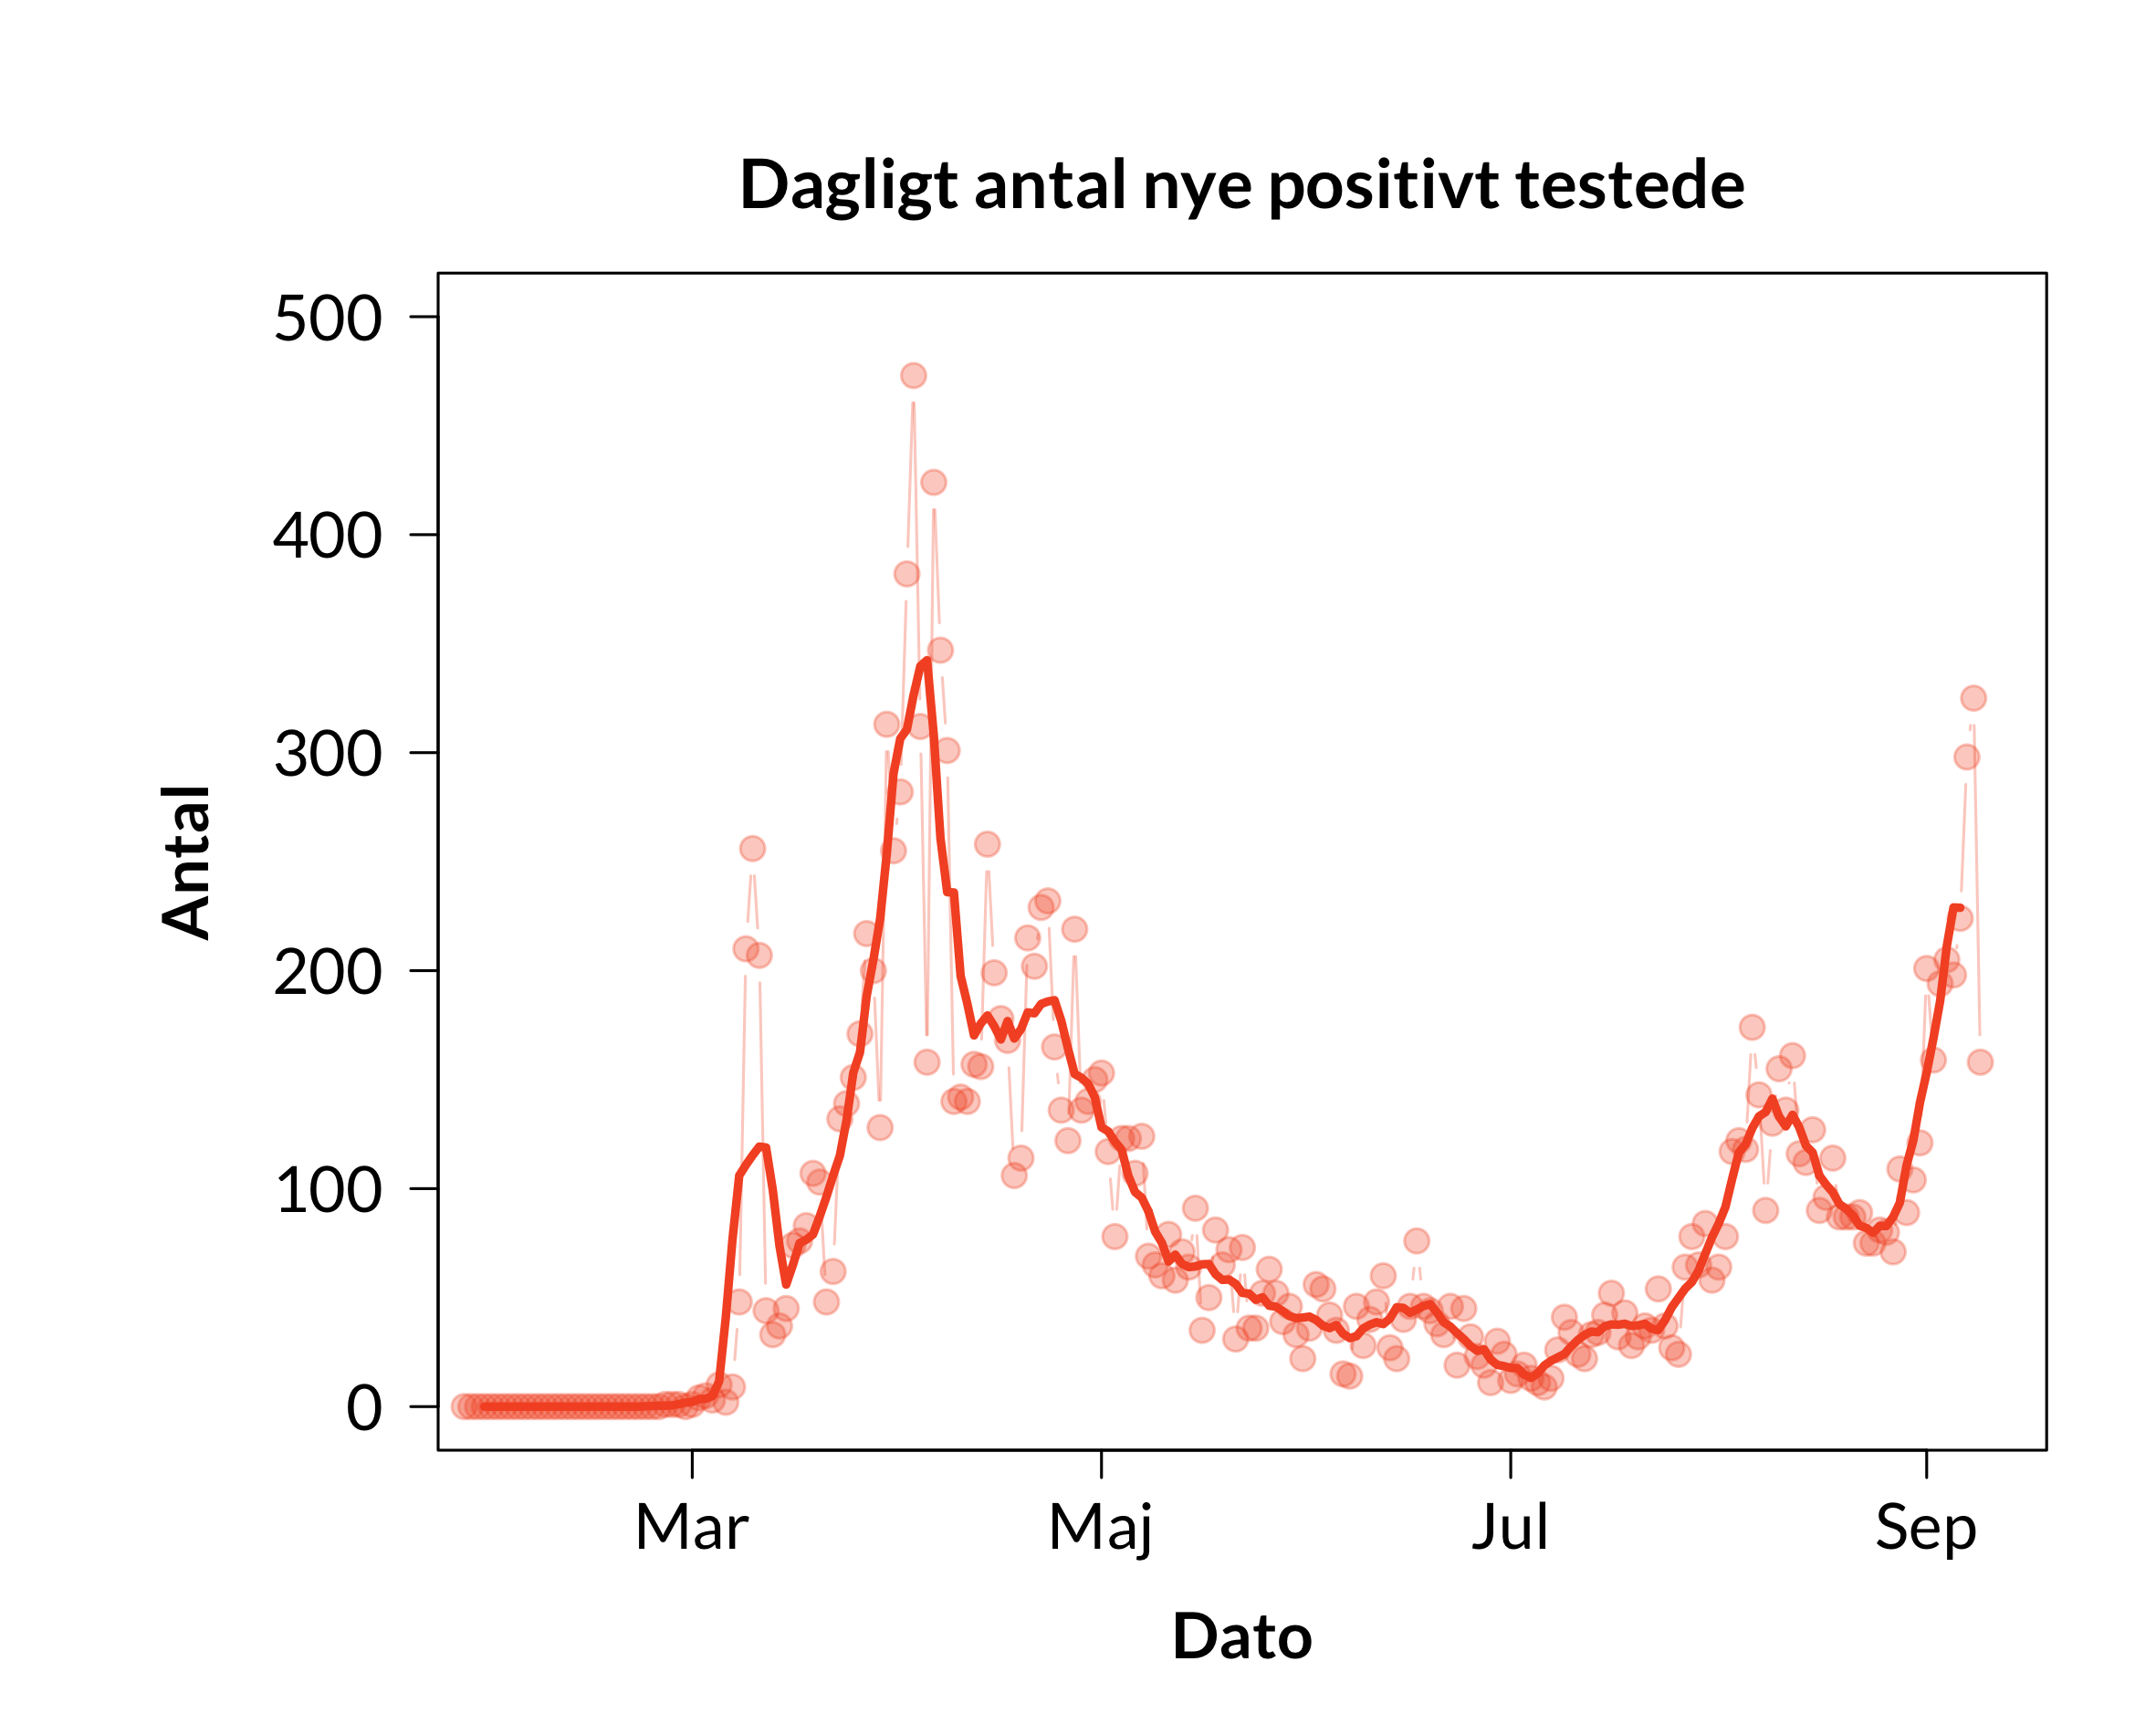 Dagligt antal nye positivt testede
500
400
300
200
100
0
Antal
Mar
Maj
Jul
Sep
Dato